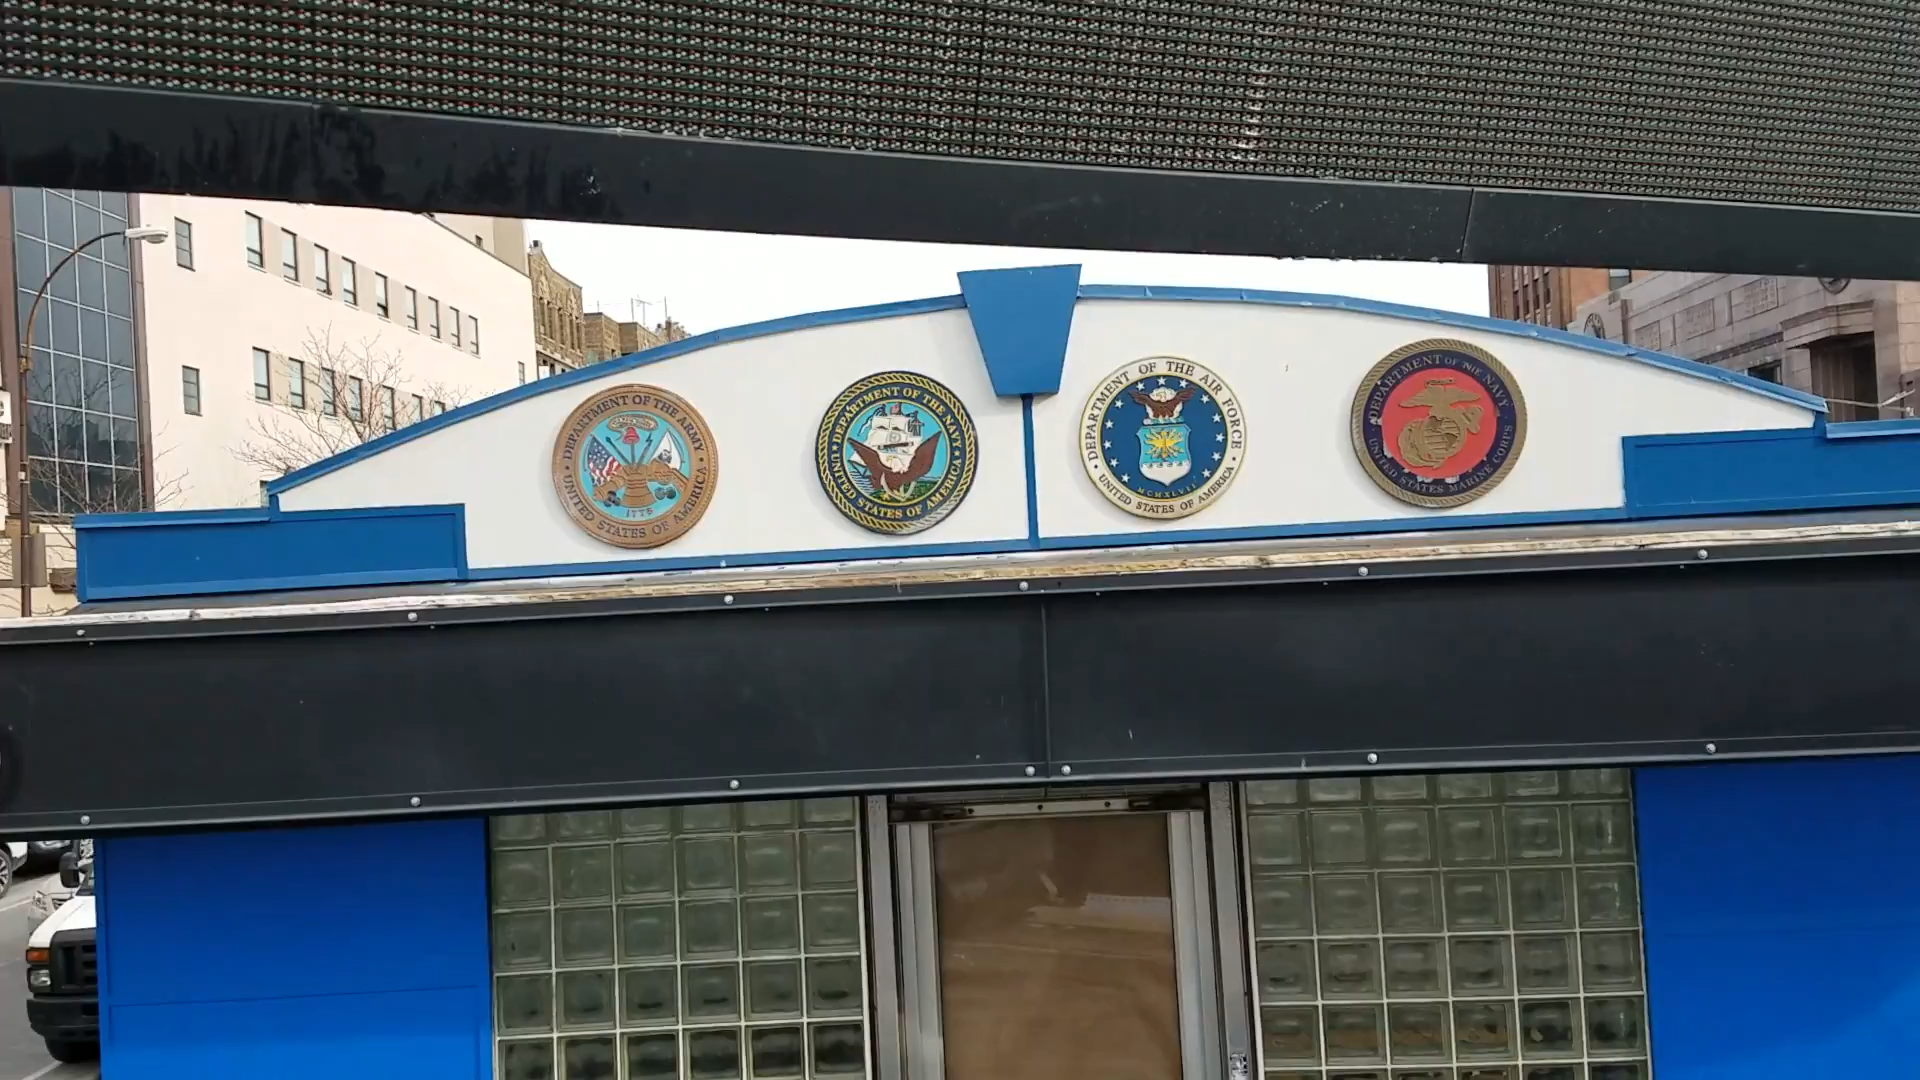 DEPARTMENT OF THE ARMY
UNITED STATES OF AMERICA
1775
DEPARTMENT OF THE NAVY
UNITED STATES OF AMERICA
DEPARTMENT OF THE AIR FORCE
MCMXLVII
UNITED STATES OF AMERICA
DEPARTMENT OF THE NAVY
UNITED STATES MARINE CORPS